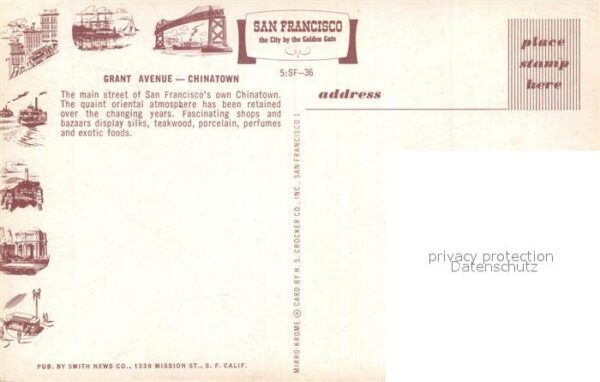 SAN FRANCISCO
the City by the Golden Gate
5:SF-36
place
stamp
here
GRANT AVENUE — CHINATOWN
The main street of San Francisco's own Chinatown.
The quaint oriental atmosphere has been retained
over the changing years. Fascinating shops and
bazaars display silks, teakwood, porcelain, perfumes
and exotic foods.
address
MIRRO-KROME ® CARD BY H. S. CROCKER CO., INC. SAN FRANCISCO 1
privacy protection
Datenschutz
PUB. BY SMITH NEWS CO., 1338 MISSION ST., S. F. CALIF.